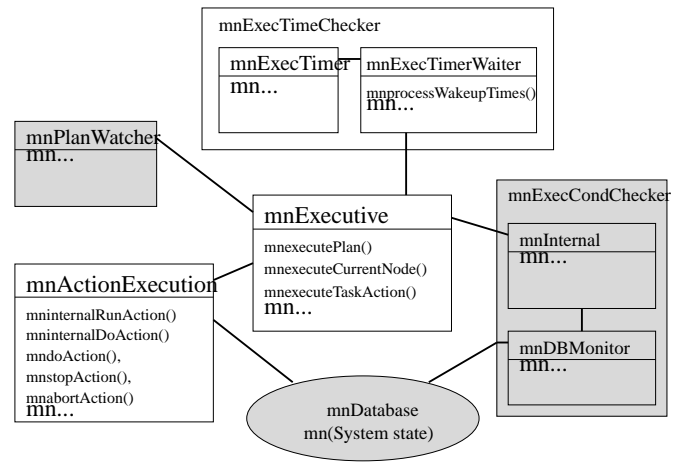 mnExecTimeChecker
mnExecTimer
mn...
mnExecTimerWaiter
mnprocessWakeupTimes()
mn...
mnPlanWatcher
mn...
mnExecutive
mnexecutePlan()
mnexecuteCurrentNode()
mnexecuteTaskAction()
mn...
mnExecCondChecker
mnInternal
mn...
mnDBMonitor
mn...
mnActionExecution
mninternalRunAction()
mninternalDoAction()
mndoAction(),
mnstopAction(),
mnabortAction()
mn...
mnDatabase
mn(System state)